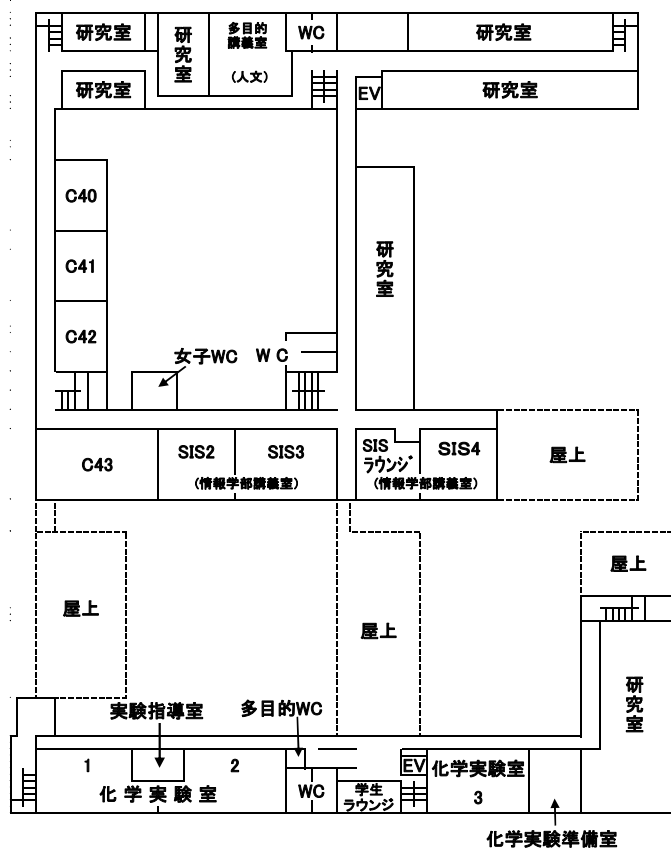 研究室
研究室
多目的
講義室
(人文)
WC
研究室
研究室
EV
研究室
C40
C41
C42
研究室
女子WC
ＷＣ
C43
SIS2
SIS3
(情報学部講義室)
SIS
ラウンジ
SIS4
(情報学部講義室)
屋上
屋上
屋上
屋上
研究室
実験指導室
多目的WC
1
2
化学実験室
WC
学生
ラウンジ
EV
化学実験室
3
化学実験準備室